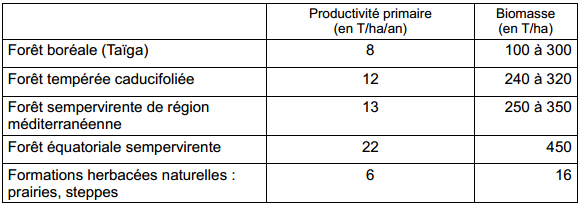 Productivité primaire Biomasse
(en T/ha/an) (en T/ha)
Forêt boréale (Taïga) 8 100 à 300
Forêt tempérée caducifoliée 12 240 à 320
Forêt sempervirente de région 13 250 à 350
méditerranéenne
Forêt équatoriale sempervirente 22 450
Formations herbacées naturelles : 6 16
prairies, steppes